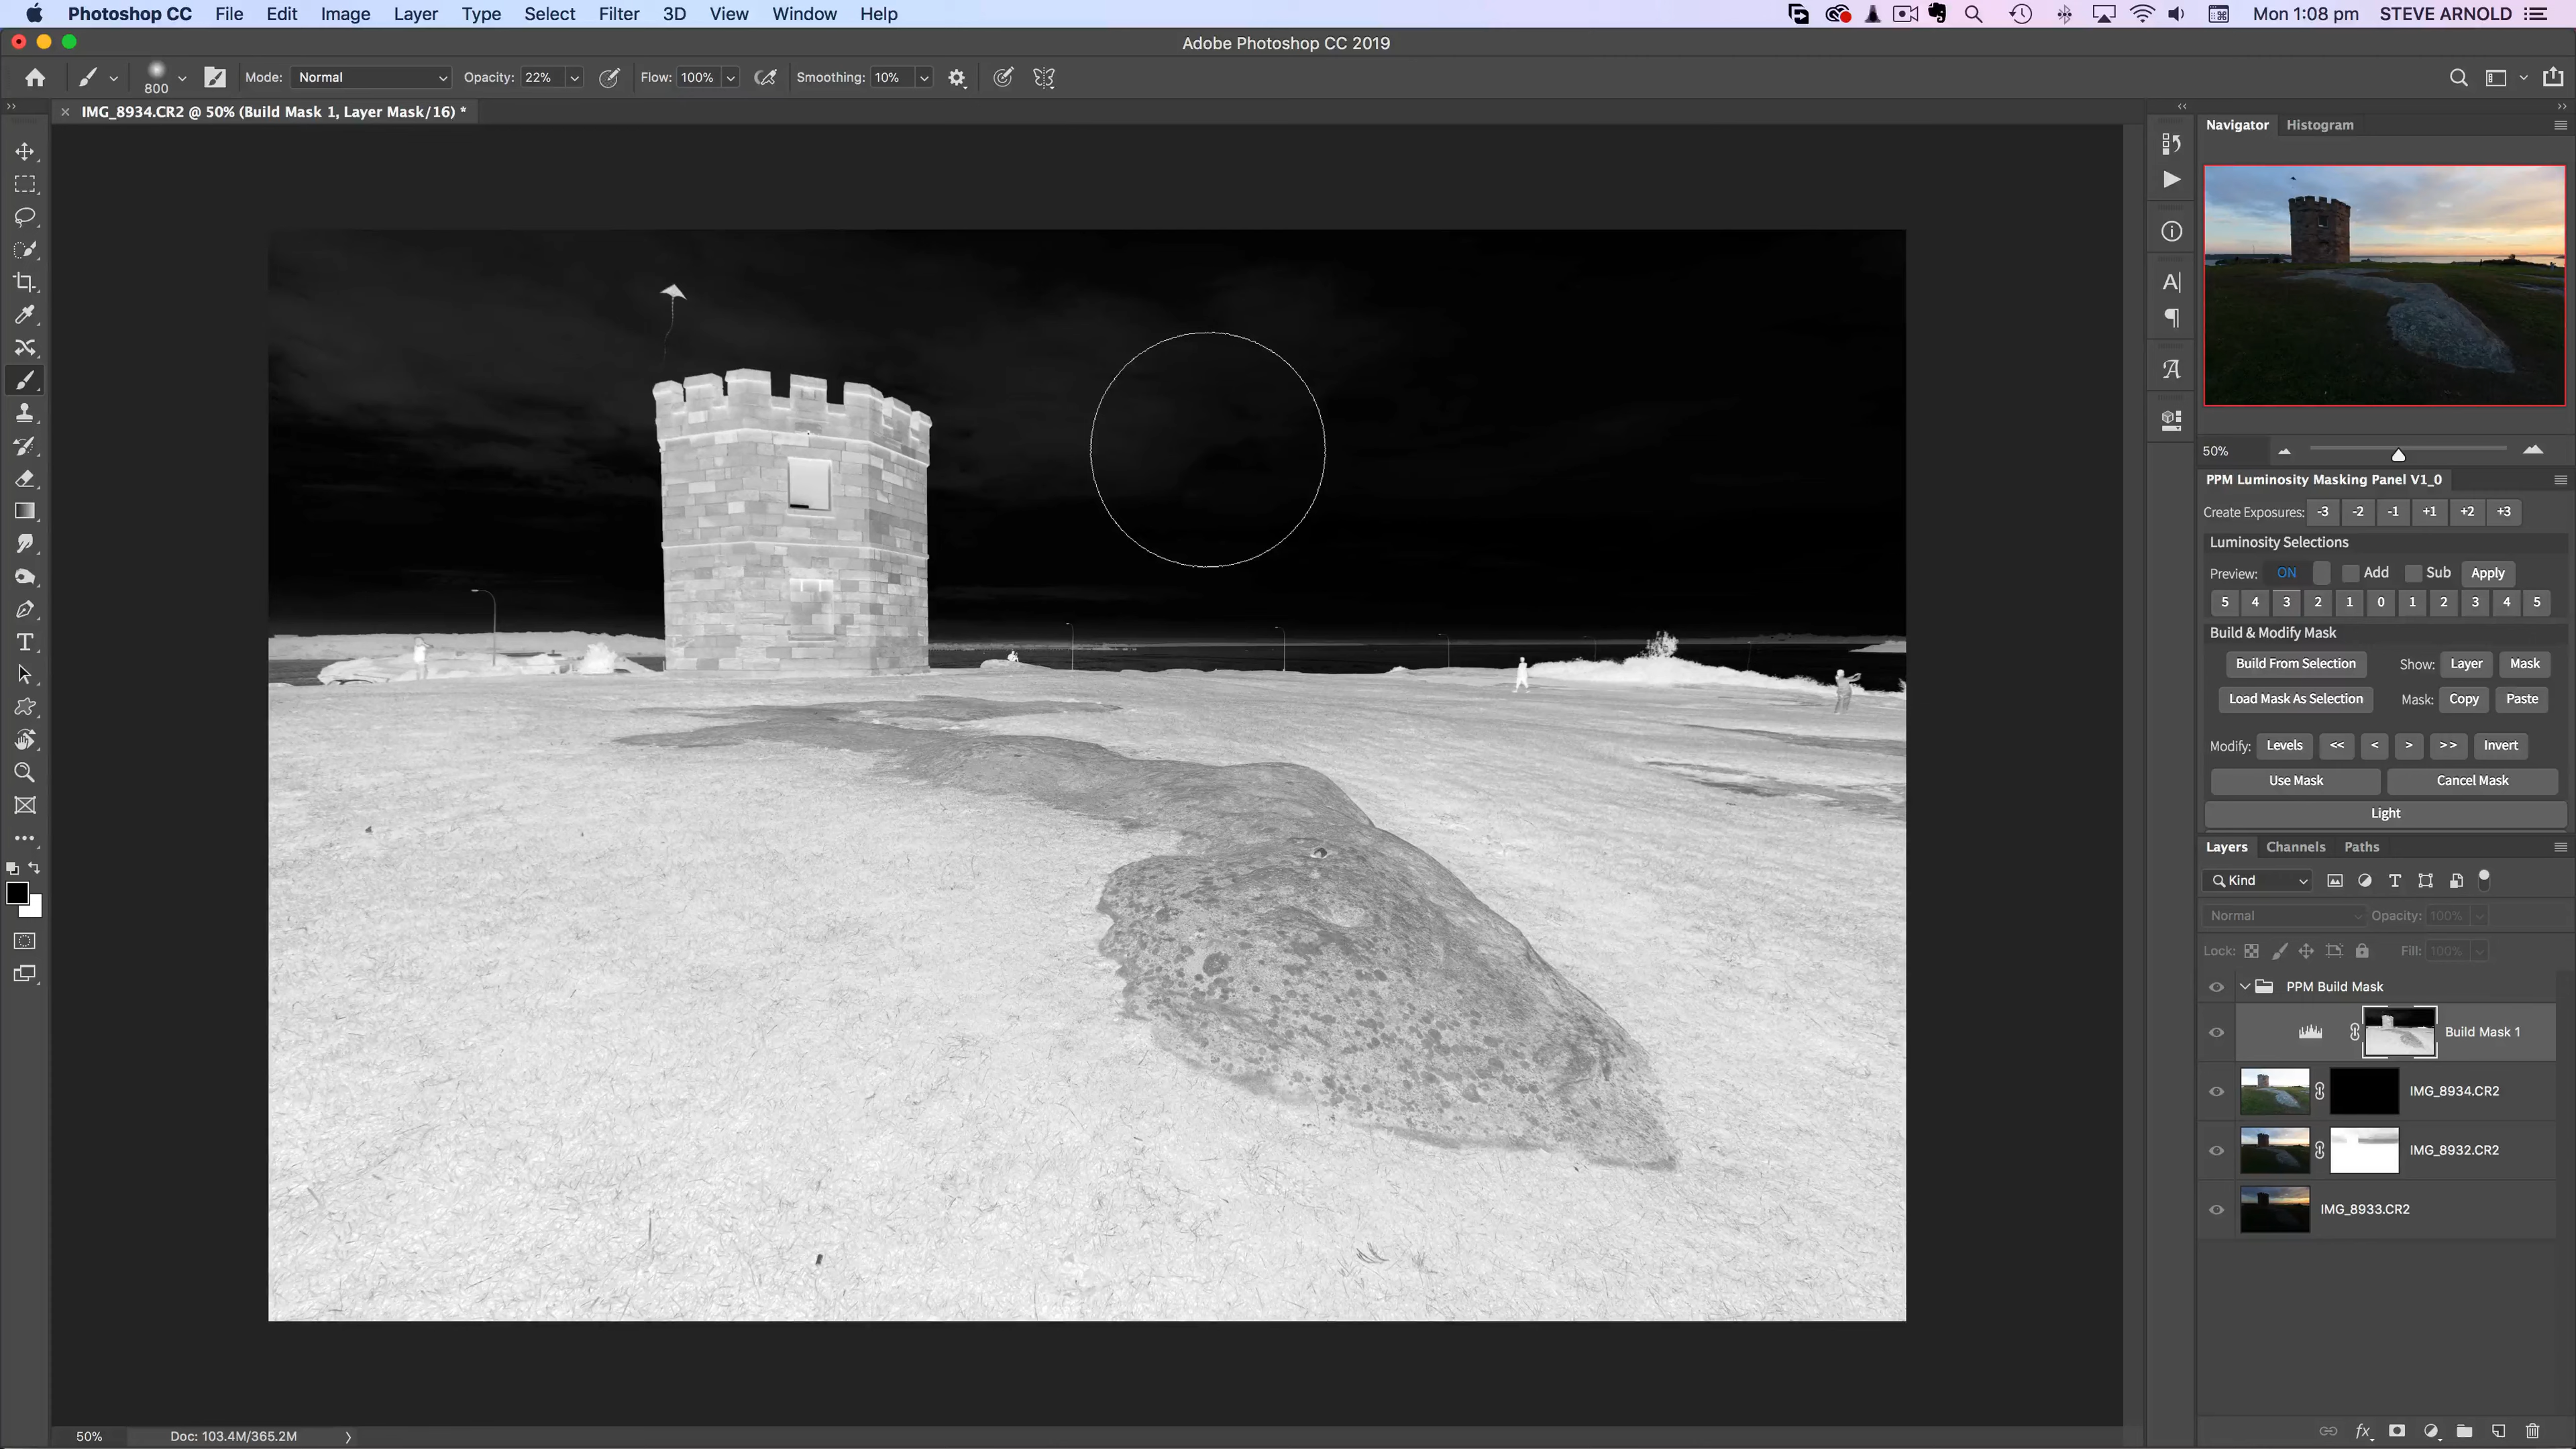 Photoshop CC File Edit Image Layer Type Select Filter 3D View Window Help Mon 1:08 pm STEVE ARNOLD
Adobe Photoshop CC 2019
800 Mode: Normal Opacity: 22% Flow: 100% Smoothing: 10%
IMG_8934.CR2 @ 50% (Build Mask 1, Layer Mask/16) *
Navigator Histogram
50%
PPM Luminosity Masking Panel V1_0
Create Exposures: -3 -2 -1 +1 +2 +3
Luminosity Selections
Preview: ON Add Sub Apply
5 4 3 2 1 0 1 2 3 4 5
Build & Modify Mask
Build From Selection Show: Layer Mask
Load Mask As Selection Mask: Copy Paste
Modify: Levels << < > >> Invert
Use Mask Cancel Mask
Light
Layers Channels Paths
Kind
Normal Opacity: 100%
Lock: Fill: 100%
PPM Build Mask
Build Mask 1
IMG_8934.CR2
IMG_8932.CR2
IMG_8933.CR2
50% Doc: 103.4M/365.2M